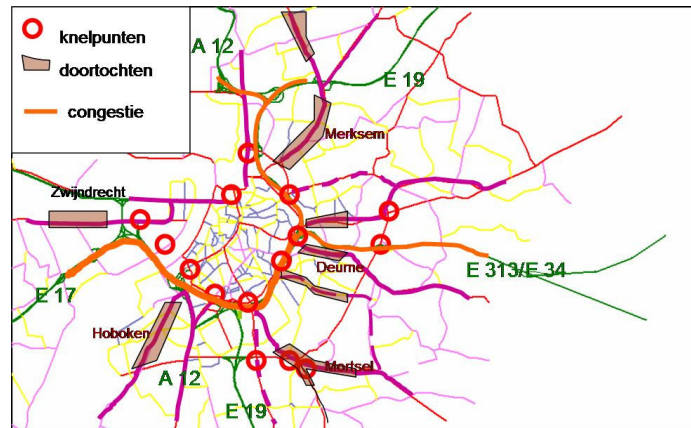 knelpunten
doortochten
congestie
A 12
E 19
Merksem
Zwijndrecht
Deurne
E 313/E 34
E 17
Hoboken
Mortsel
A 12
E 19